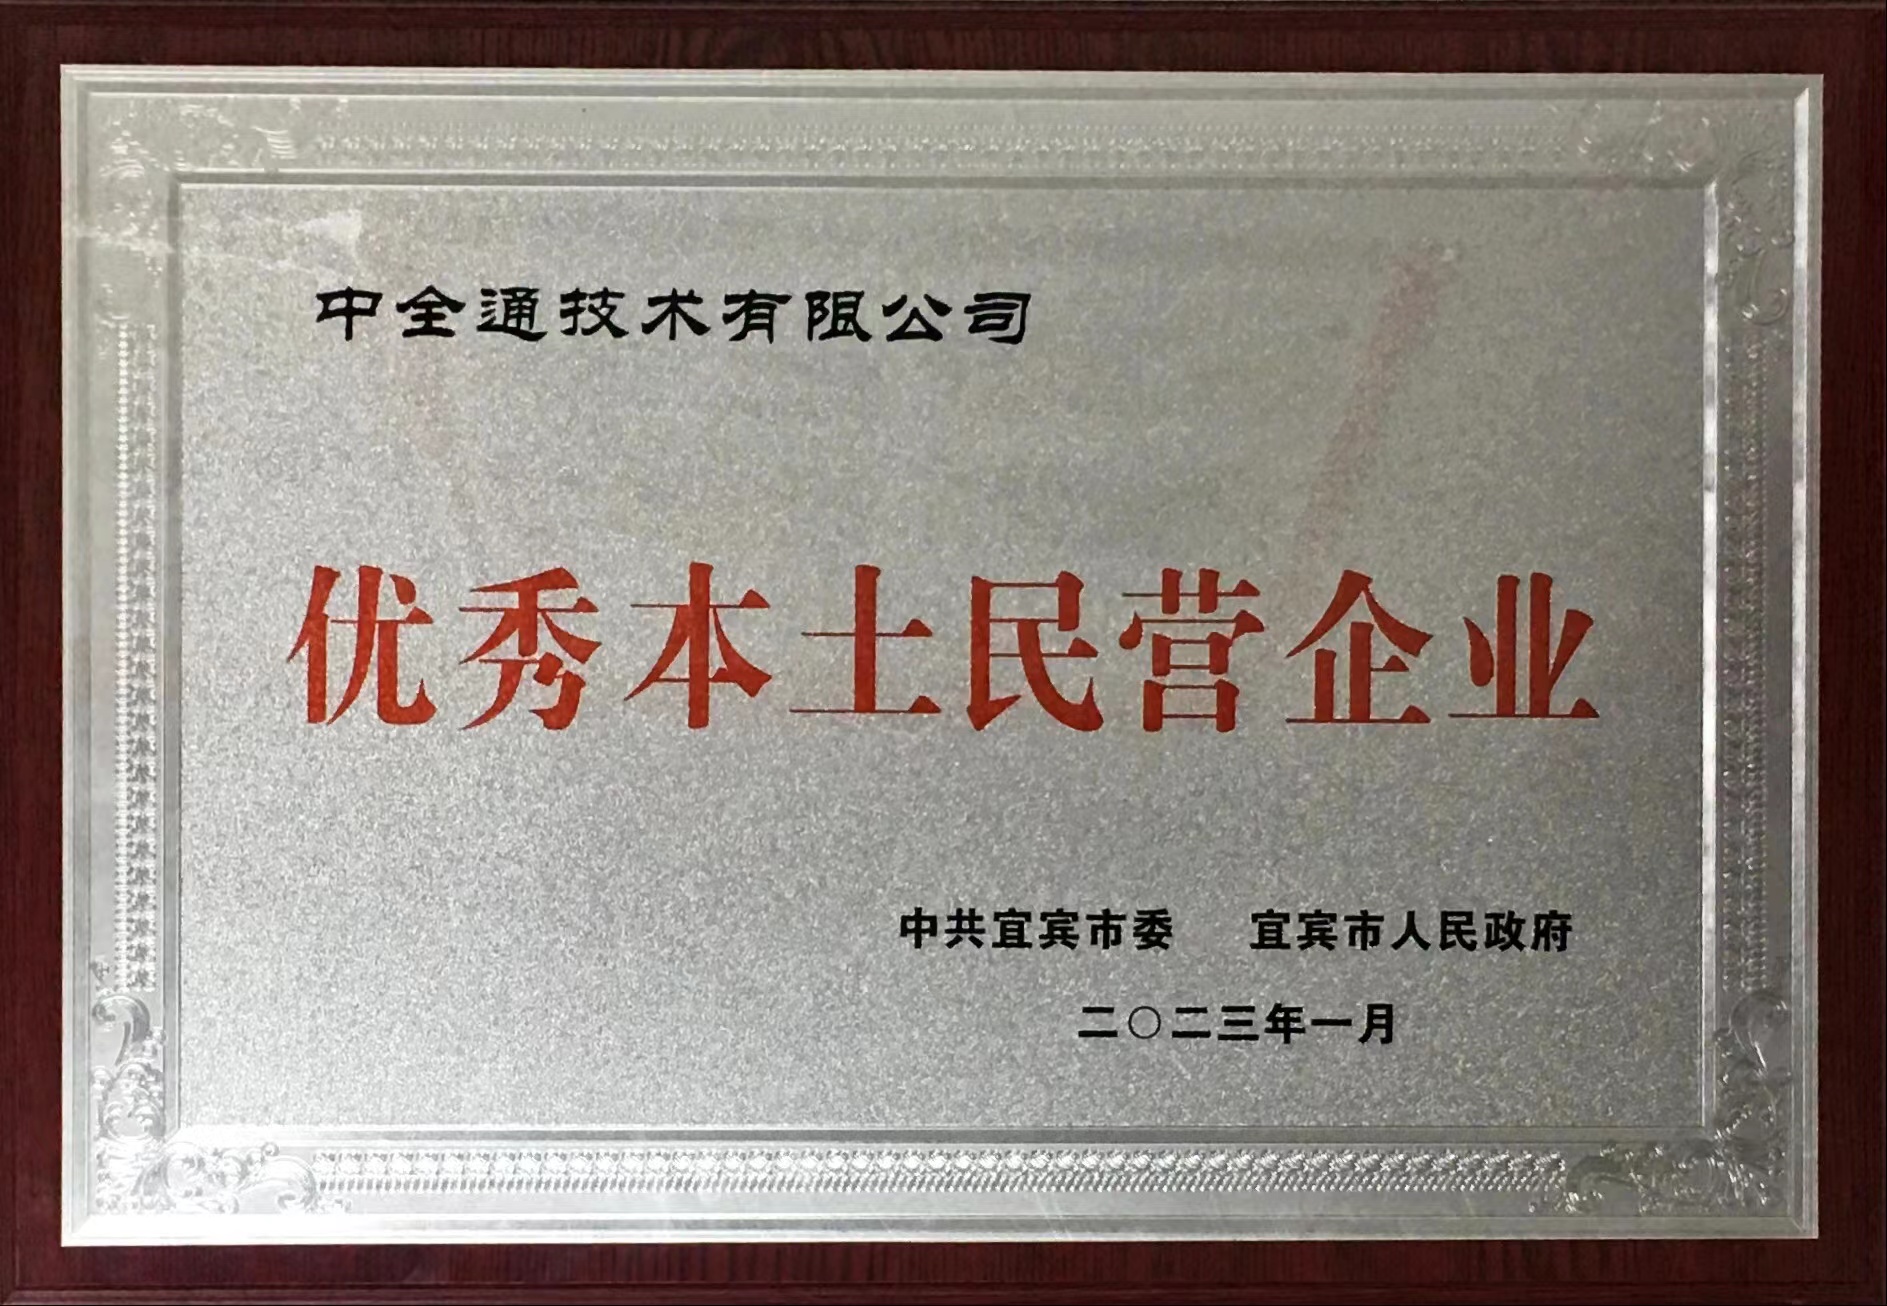 中全通技术有限公司
优秀本土民营企业
中共宜宾市委 宜宾市人民政府
二〇二三年一月